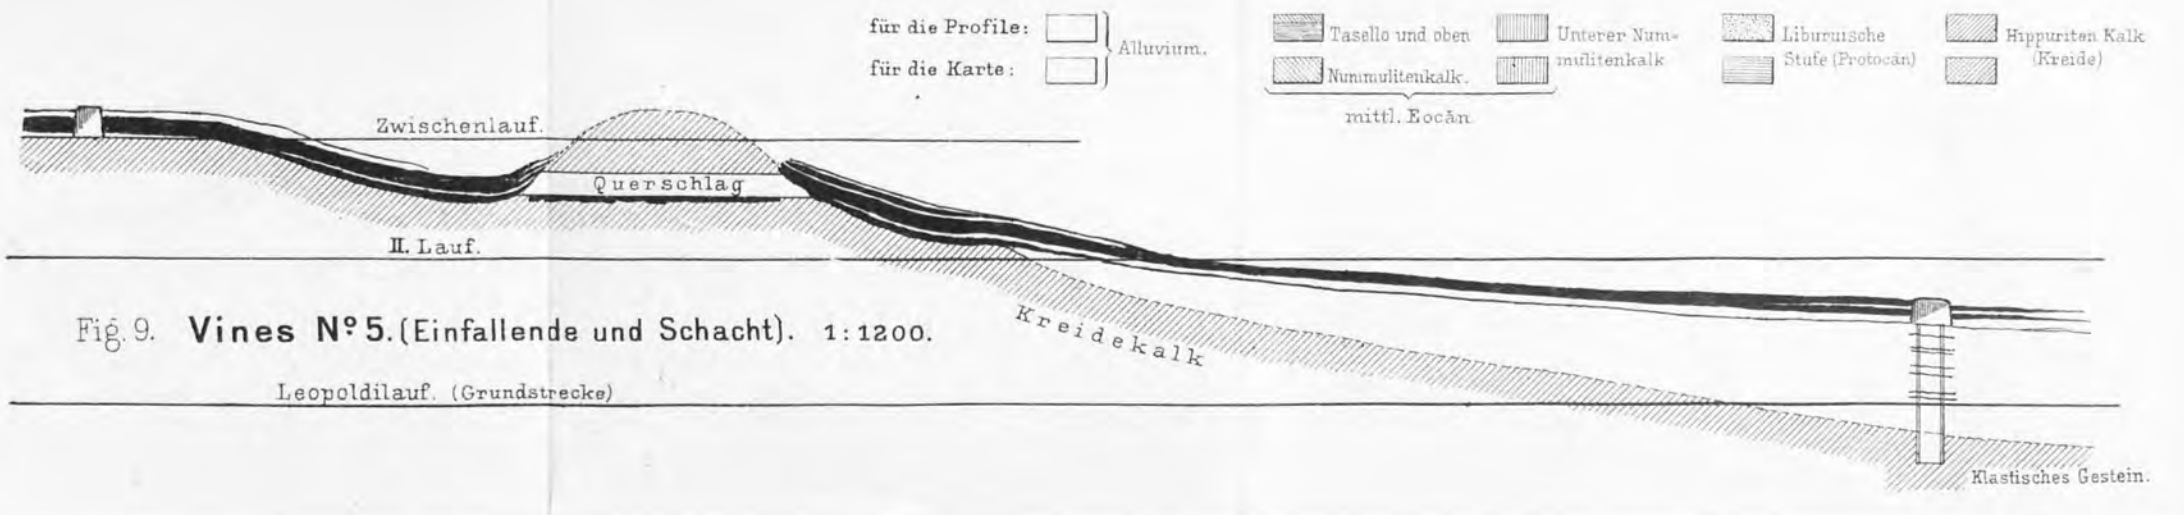 für die Profile:
für die Karte:
Alluvium.
Tasello und oben
Nummulitenkalk.
mittl. Eocän
Unterer Num-
mulitenkalk
Liburuische
Stufe (Protocän)
Hippuriten Kalk
(Kreide)
Zwischenlauf.
Querschlag
II. Lauf.
Fig. 9. Vines Nº 5. (Einfallende und Schacht). 1:1200.
Kreidekalk
Leopoldilauf. (Grundstrecke)
Klastisches Gestein.